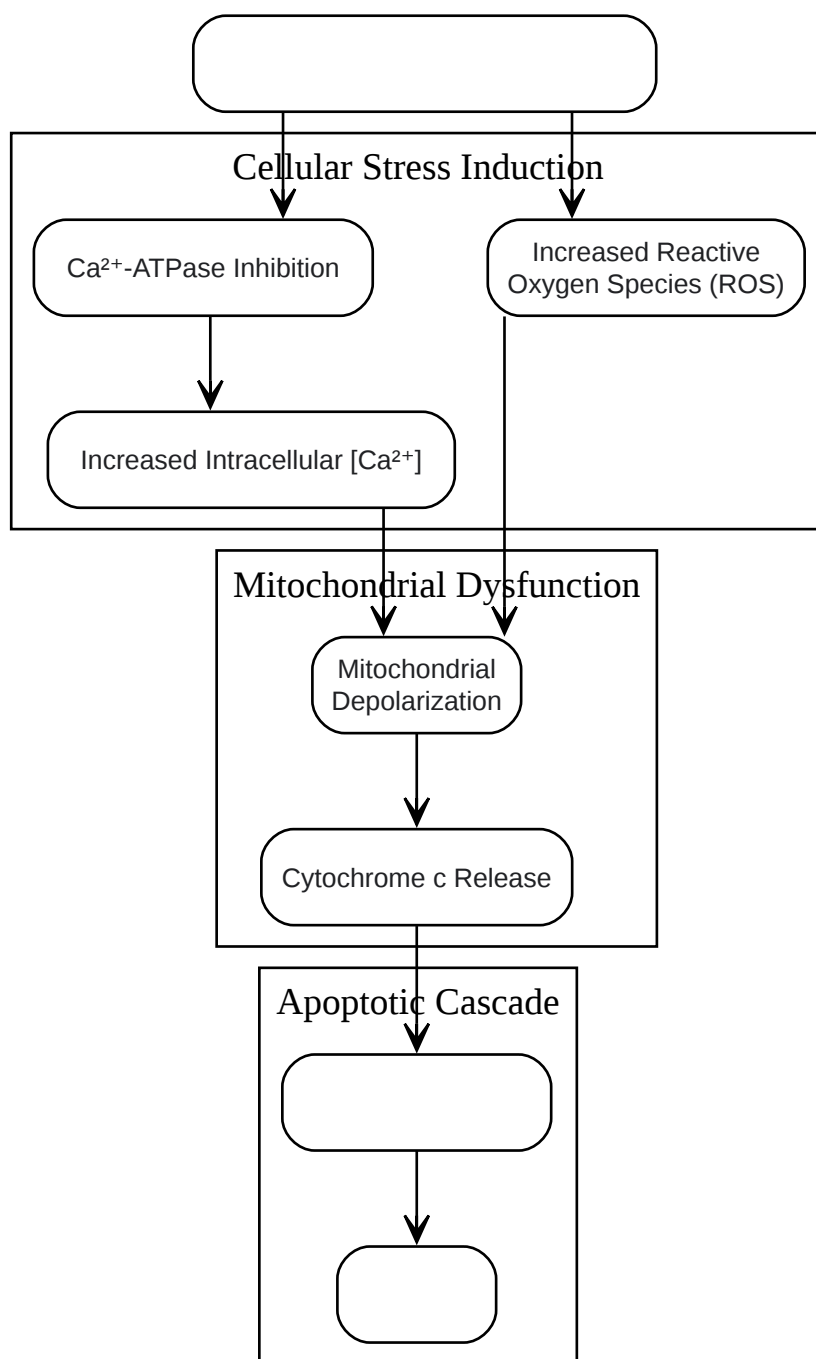 Cellular Stress Induction
Ca²⁺-ATPase Inhibition
Increased Reactive
Oxygen Species (ROS)
Increased Intracellular [Ca²⁺]
Mitochondrial Dysfunction
Mitochondrial
Depolarization
Cytochrome c Release
Apoptotic Cascade